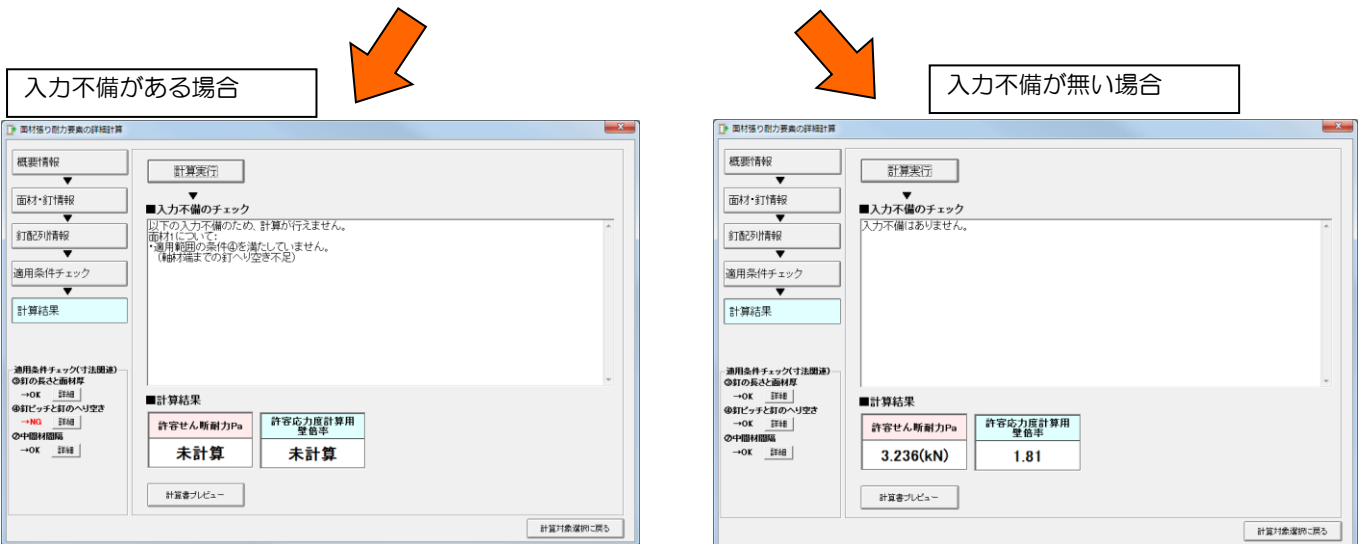 入力不備がある場合
面材張り耐力要素の詳細計算
概要情報
▼
面材・釘情報
▼
釘配列情報
▼
適用条件チェック
▼
計算結果
適用条件チェック(寸法関連)
③釘の長さと面材厚
→OK 詳細
④釘ピッチと釘のへり空き
→NG 詳細
⑦中間材間隔
→OK 詳細
計算実行
▼
■入力不備のチェック
以下の入力不備のため、計算が行えません。
面材1について:
・適用範囲の条件④を満たしていません。
(軸材端までの釘へり空き不足)
■計算結果
許容せん断耐力Pa
未計算
許容応力度計算用
壁倍率
未計算
計算書プレビュー
計算対象選択に戻る
入力不備が無い場合
面材張り耐力要素の詳細計算
概要情報
▼
面材・釘情報
▼
釘配列情報
▼
適用条件チェック
▼
計算結果
適用条件チェック(寸法関連)
③釘の長さと面材厚
→OK 詳細
④釘ピッチと釘のへり空き
→OK 詳細
⑦中間材間隔
→OK 詳細
計算実行
▼
■入力不備のチェック
入力不備はありません。
■計算結果
許容せん断耐力Pa
3.236(kN)
許容応力度計算用
壁倍率
1.81
計算書プレビュー
計算対象選択に戻る